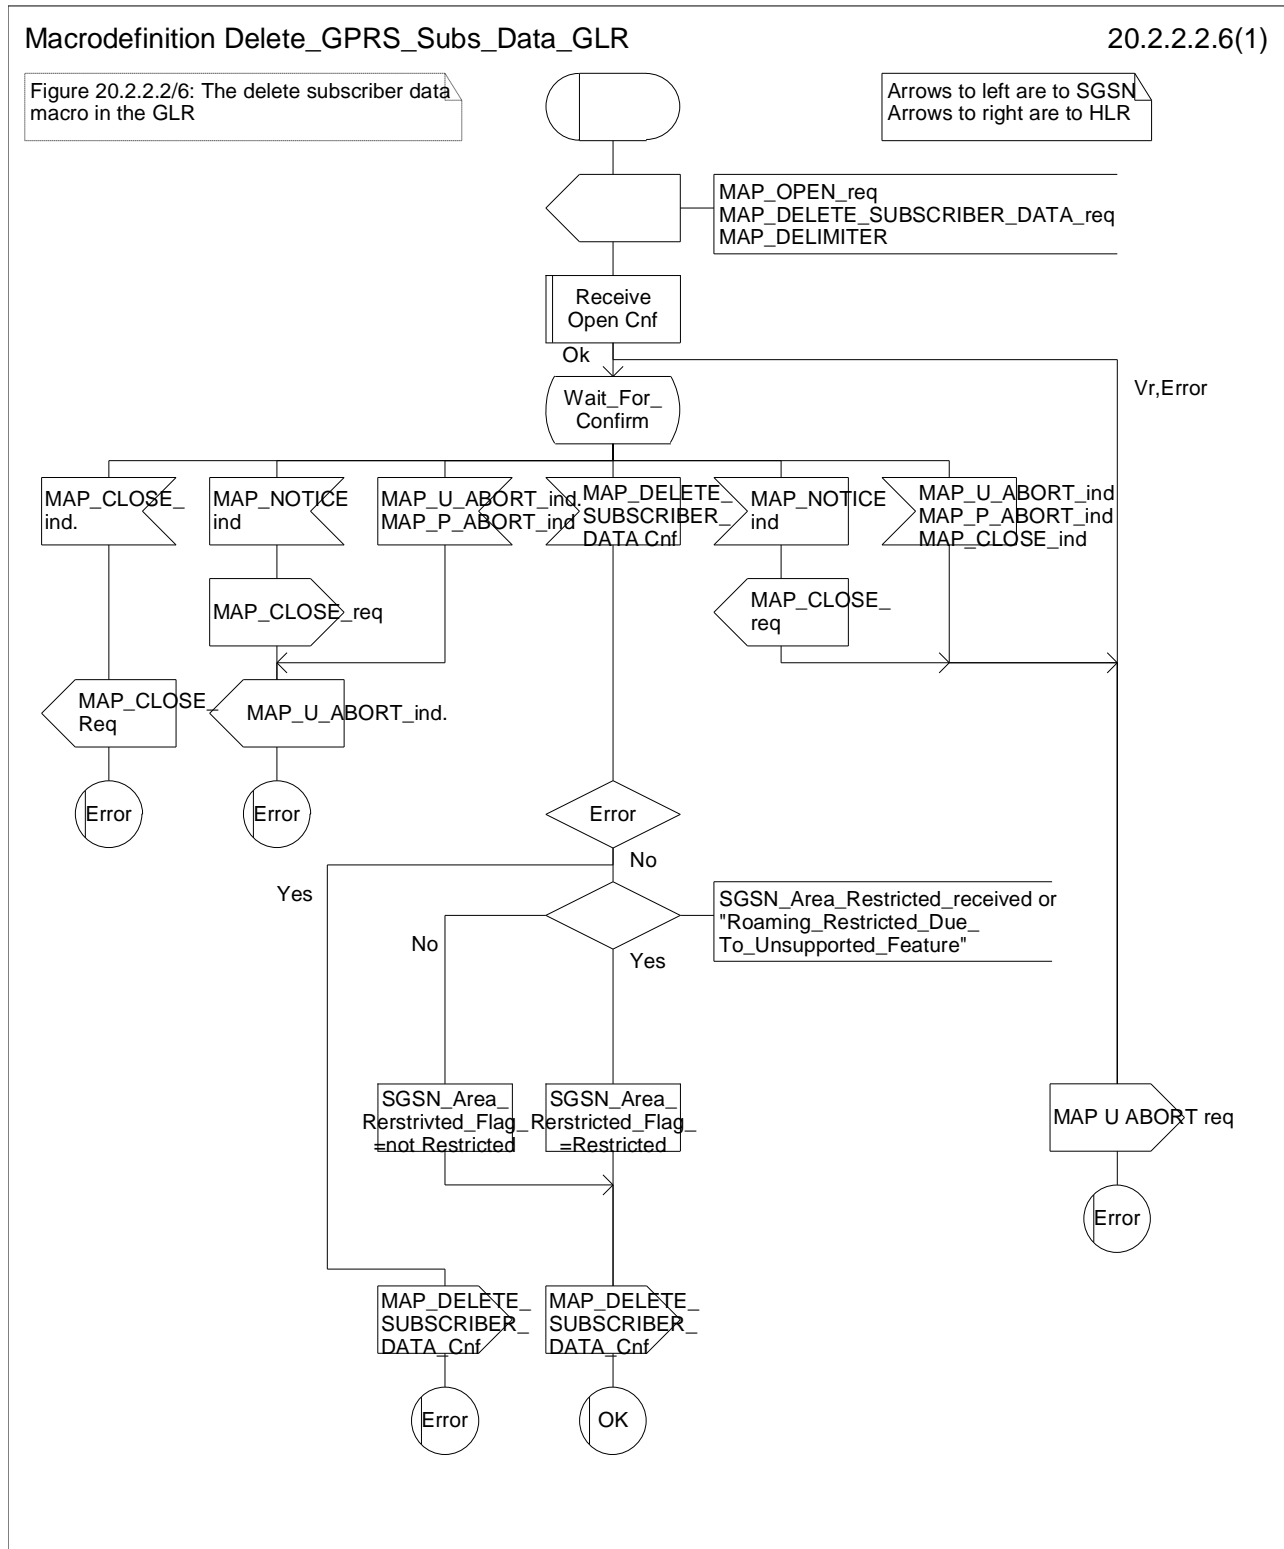 Macrodefinition Delete_GPRS_Subs_Data_GLR
20.2.2.2.6(1)
Figure 20.2.2.2/6: The delete subscriber data
macro in the GLR
Arrows to left are to SGSN
Arrows to right are to HLR
MAP_OPEN_req
MAP_DELETE_SUBSCRIBER_DATA_req
MAP_DELIMITER
Receive
Open Cnf
Ok
Vr,Error
Wait_For_
Confirm
MAP_CLOSE_
ind.
MAP_NOTICE
ind
MAP_U_ABORT_ind.
MAP_P_ABORT_ind
MAP_DELETE_
SUBSCRIBER_
DATA Cnf
MAP_NOTICE
ind
MAP_U_ABORT_ind
MAP_P_ABORT_ind
MAP_CLOSE_ind
MAP_CLOSE_req
MAP_CLOSE_
req
MAP_CLOSE_
Req
MAP_U_ABORT_ind.
Error
Error
Error
No
Yes
SGSN_Area_Restricted_received or
"Roaming_Restricted_Due_
To_Unsupported_Feature"
No
Yes
SGSN_Area_
Rerstrivted_Flag_
=not Restricted
SGSN_Area_
Rerstricted_Flag_
=Restricted
MAP U ABORT req
Error
MAP_DELETE_
SUBSCRIBER_
DATA_Cnf
MAP_DELETE_
SUBSCRIBER_
DATA_Cnf
Error
OK